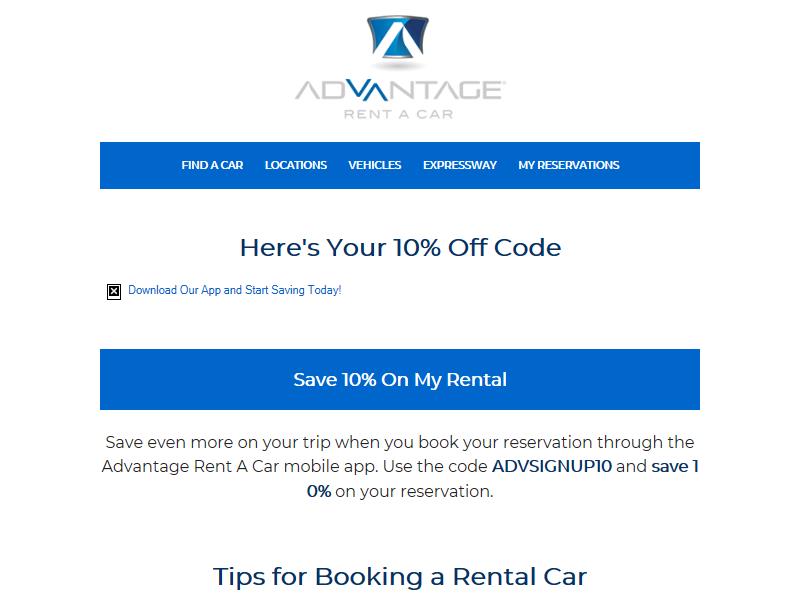 ADVANTAGE
RENT A CAR
FIND A CAR LOCATIONS VEHICLES EXPRESSWAY MY RESERVATIONS
Here's Your 10% Off Code
Download Our App and Start Saving Today!
Save 10% On My Rental
Save even more on your trip when you book your reservation through the
Advantage Rent A Car mobile app. Use the code ADVSIGNUP10 and save 1
0% on your reservation.
Tips for Booking a Rental Car